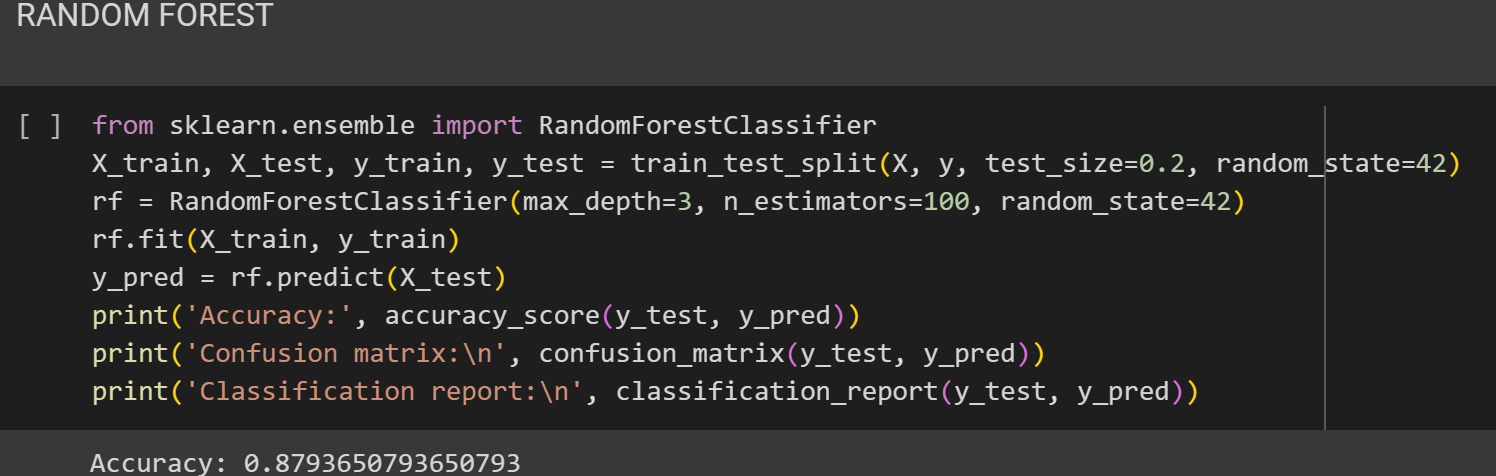 RANDOM FOREST
[ ] from sklearn.ensemble import RandomForestClassifier
X_train, X_test, y_train, y_test = train_test_split(X, y, test_size=0.2, random_state=42)
rf = RandomForestClassifier(max_depth=3, n_estimators=100, random_state=42)
rf.fit(X_train, y_train)
y_pred = rf.predict(X_test)
print('Accuracy:', accuracy_score(y_test, y_pred))
print('Confusion matrix:\n', confusion_matrix(y_test, y_pred))
print('Classification report:\n', classification_report(y_test, y_pred))
Accuracy: 0.8793650793650793